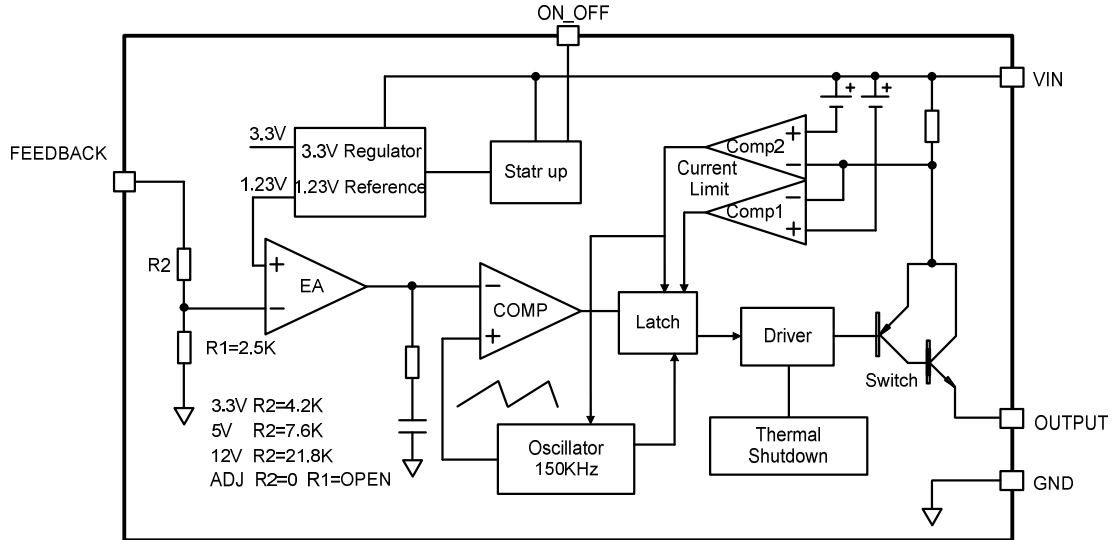 ON_OFF
VIN
FEEDBACK
3.3V
3.3V Regulator
1.23V
1.23V Reference
Statr up
+
+
+
Comp2
−
Current
Limit
−
Comp1
+
R2
+
EA
−
−
COMP
+
R1=2.5K
Latch
Driver
Switch
3.3V R2=4.2K
5V R2=7.6K
12V R2=21.8K
ADJ R2=0 R1=OPEN
Oscillator
150KHz
Thermal
Shutdown
OUTPUT
GND